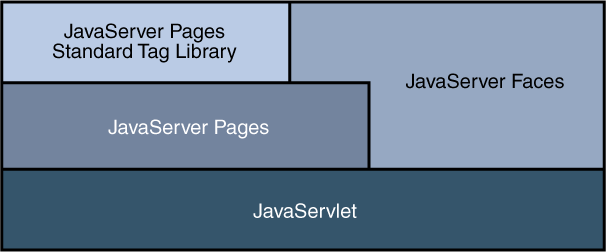 JavaServer Pages
Standard Tag Library
JavaServer Faces
JavaServer Pages
JavaServlet